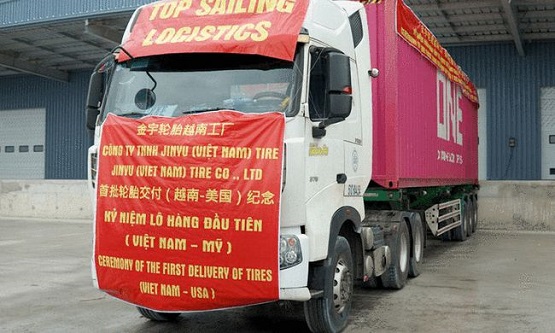 TOP SAILING
LOGISTICS
金宇轮胎越南工厂
CÔNG TY TNHH JINYU (VIỆT NAM) TIRE
JINYU (VIET NAM) TIRE CO ., LTD
首批轮胎交付（越南-美国）纪念
KỶ NIỆM LÔ HÀNG ĐẦU TIÊN
( VIỆT NAM - MỸ )
CEREMONY OF THE FIRST DELIVERY OF TIRES
(VIET NAM - USA )
ONE